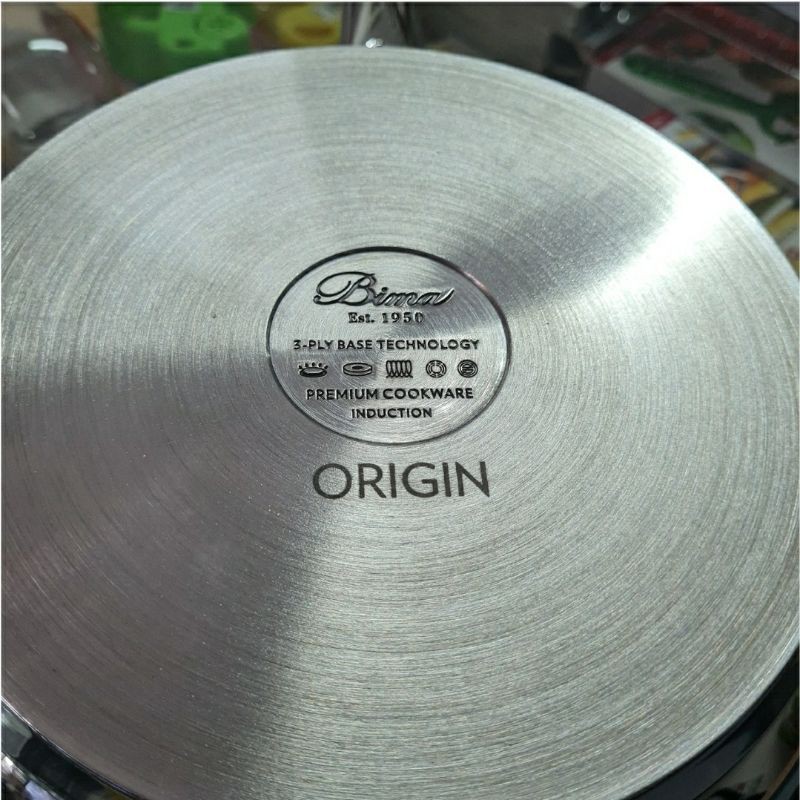 Bima
Est. 1950
3-PLY BASE TECHNOLOGY
PREMIUM COOKWARE
INDUCTION
ORIGIN